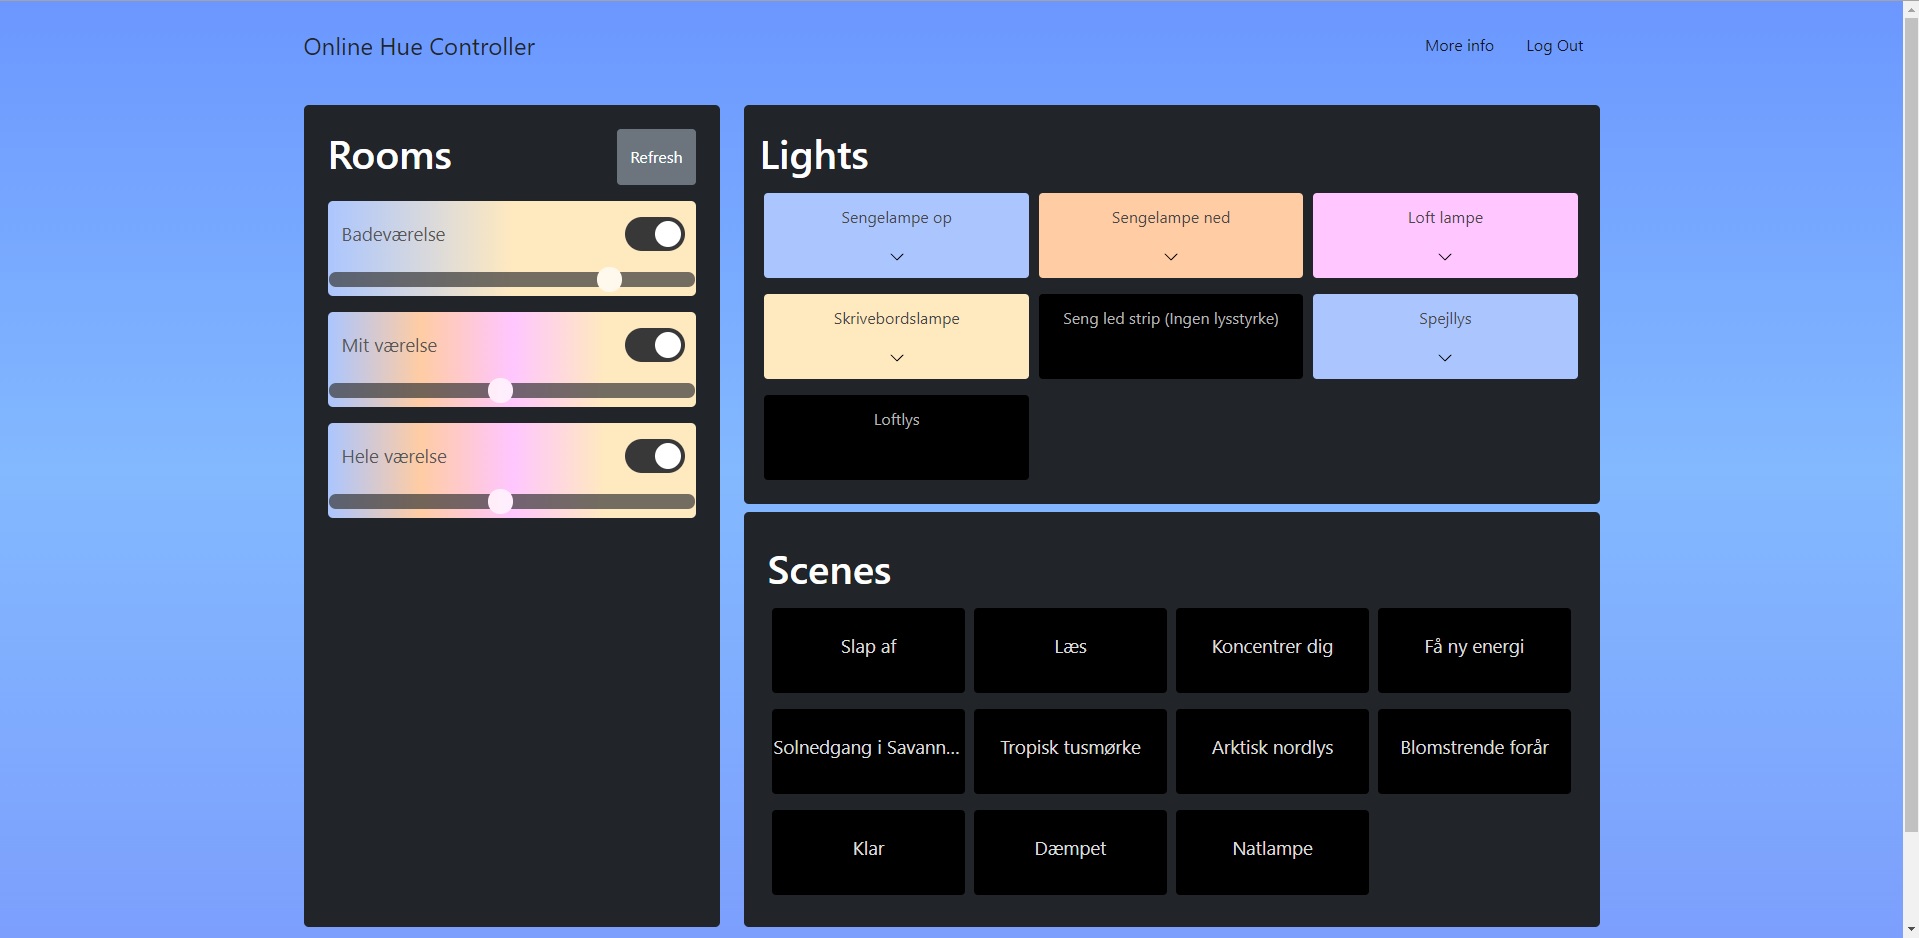 Online Hue Controller
More info
Log Out
Rooms
Refresh
Badeværelse
Mit værelse
Hele værelse
Lights
Sengelampe op
Sengelampe ned
Loft lampe
Skrivebordslampe
Seng led strip (Ingen lysstyrke)
Spejllys
Loftlys
Scenes
Slap af
Læs
Koncentrer dig
Få ny energi
Solnedgang i Savann...
Tropisk tusmørke
Arktisk nordlys
Blomstrende forår
Klar
Dæmpet
Natlampe